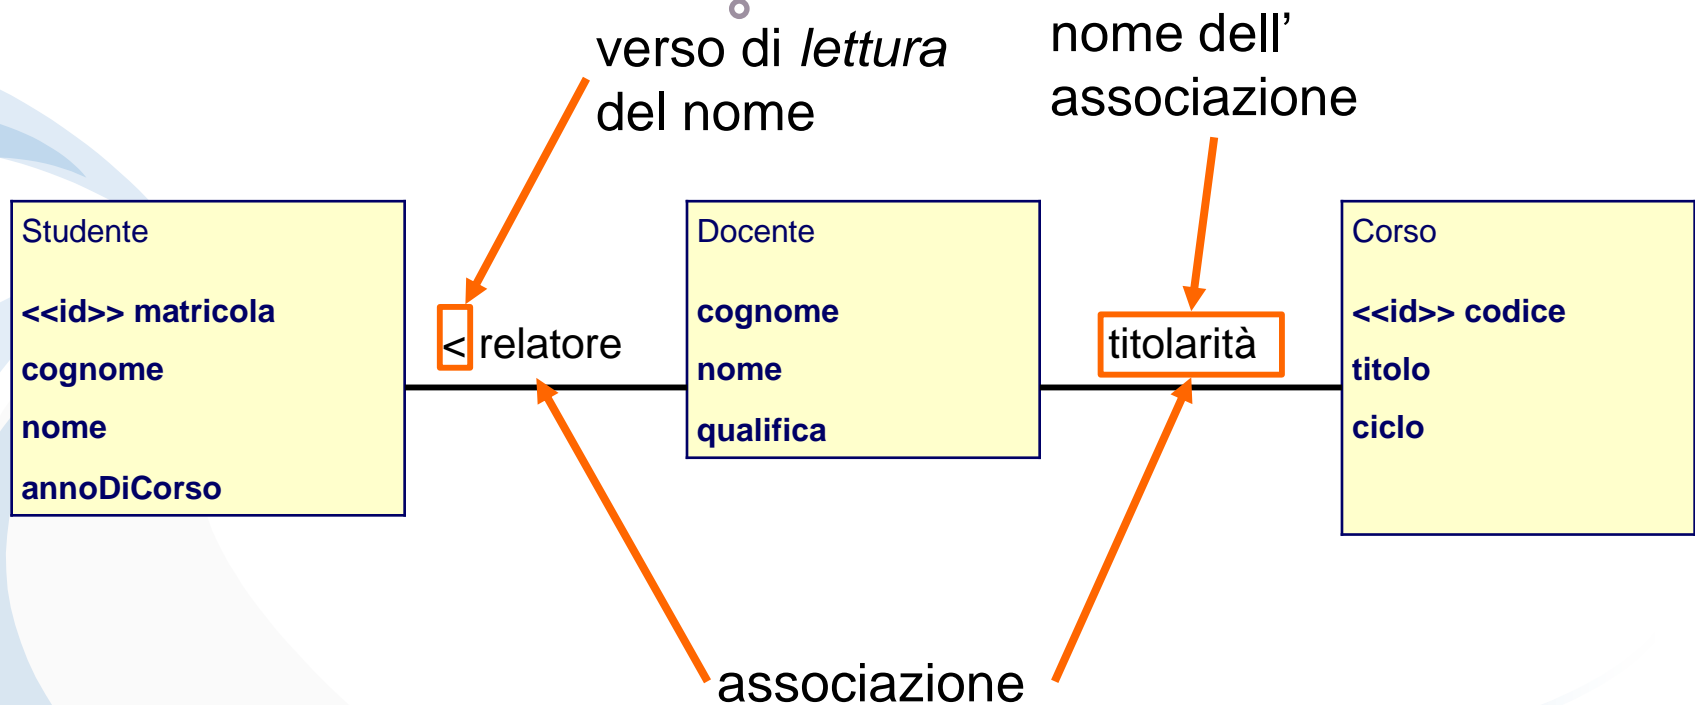 verso di lettura
del nome
nome dell’
associazione
Studente
<<id>> matricola
cognome
nome
annoDiCorso
< relatore
Docente
cognome
nome
qualifica
titolarità
Corso
<<id>> codice
titolo
ciclo
associazione